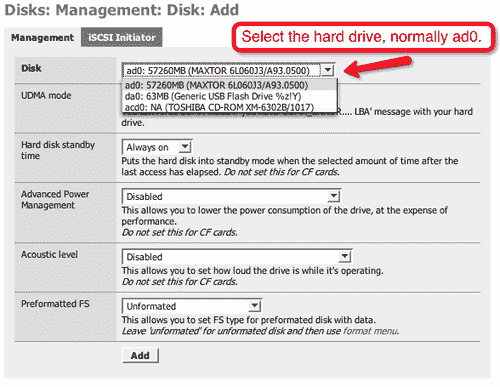 Disks: Management: Disk: Add
Management
iSCSI Initiator
Select the hard drive, normally ad0.
Disk
ad0: 57260MB (MAXTOR 6L060J3/A93.0500)
ad0: 57260MB (MAXTOR 6L060J3/A93.0500)
da0: 63MB (Generic USB Flash Drive %z!Y)
acd0: NA (TOSHIBA CD-ROM XM-6302B/1017)
UDMA mode
LBA' message with your hard
drive.
Hard disk standby
time
Always on
Puts the hard disk into standby mode when the selected amount of time after the
last access has elapsed. Do not set this for CF cards.
Advanced Power
Management
Disabled
This allows you to lower the power consumption of the drive, at the expense of
performance.
Do not set this for CF cards.
Acoustic level
Disabled
This allows you to set how loud the drive is while it's operating.
Do not set this for CF cards.
Preformatted FS
Unformated
This allows you to set FS type for preformated disk with data.
Leave 'unformated' for unformated disk and then use format menu.
Add